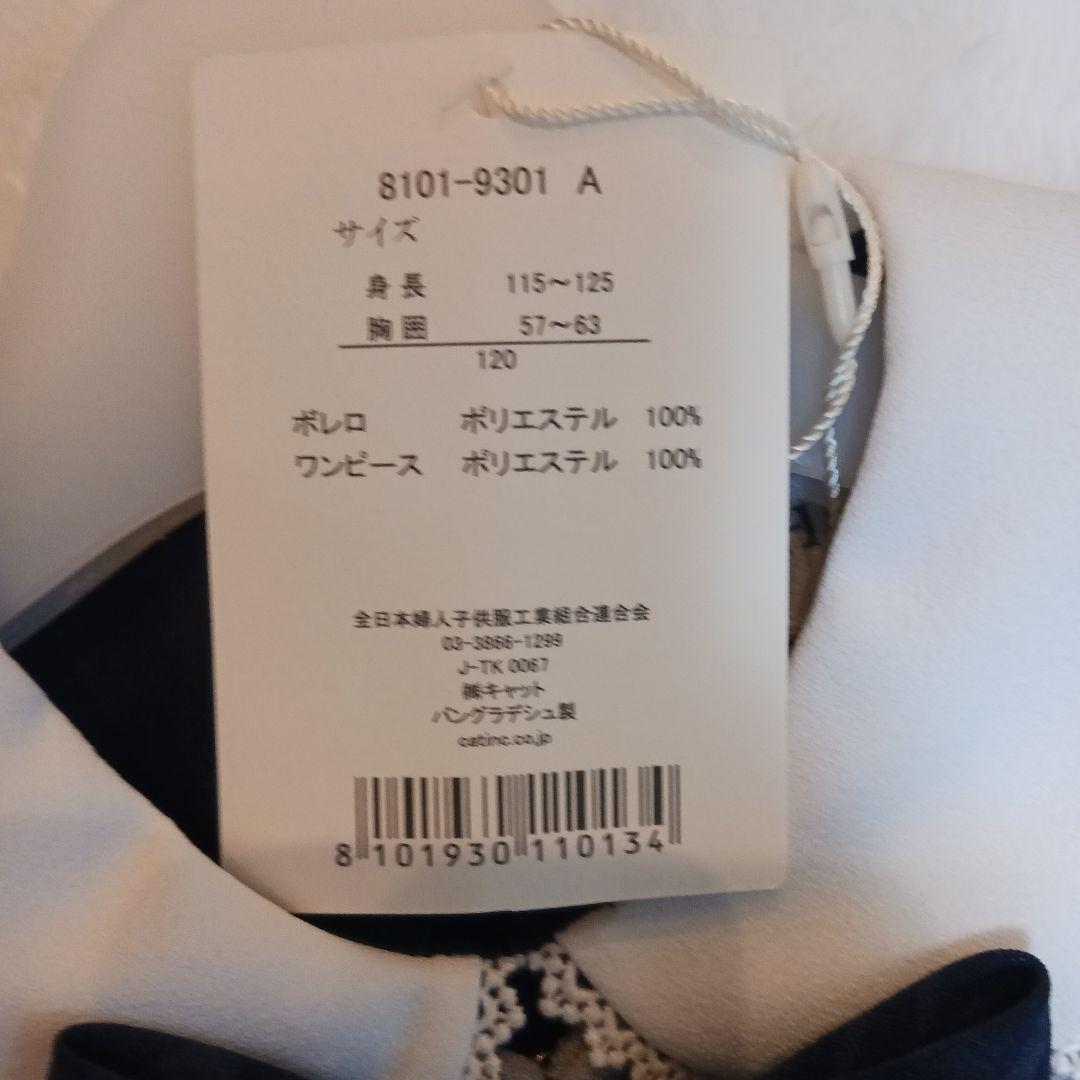 8101-9301 A
サイズ
身長 115～125
胸囲 57～63
120
ボレロ ポリエステル 100%
ワンピース ポリエステル 100%
全日本婦人子供服工業組合連合会
03-3866-1299
J-TK 0067
㈱キャット
バングラデシュ製
catinc.co.jp
8 101930 110134